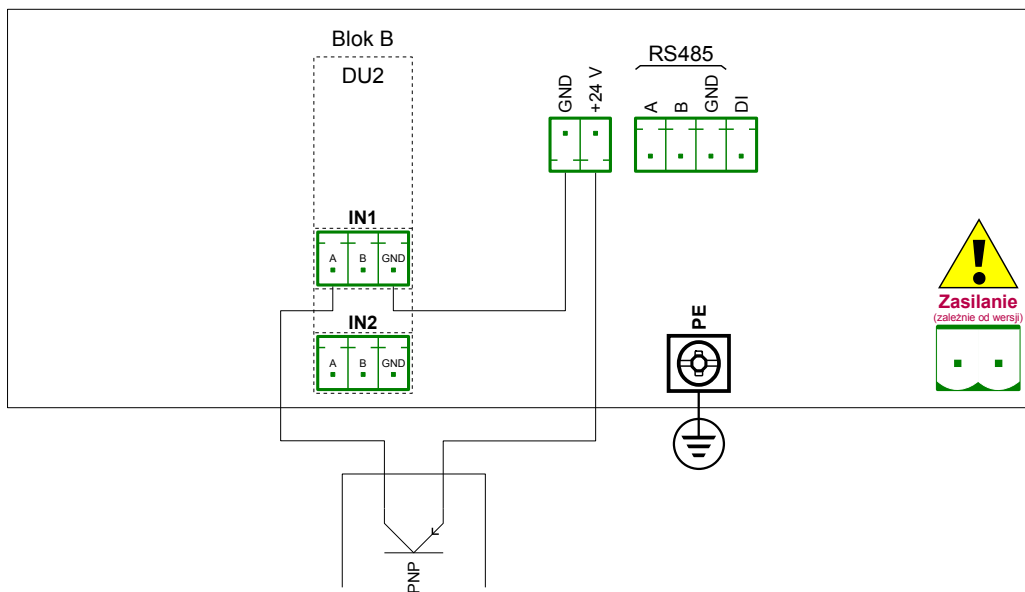 Blok B
DU2
GND
+24 V
RS485
A
B
GND
DI
IN1
A
B
GND
IN2
A
B
GND
PE
Zasilanie
(zależnie od wersji)
PNP